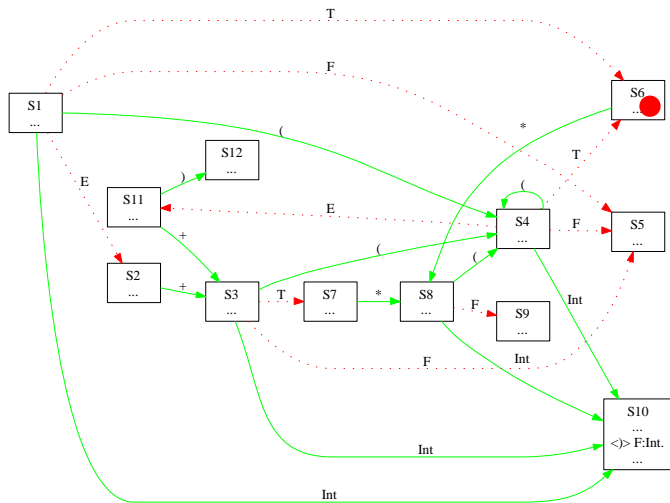 T
S1
...
F
S6
...
*
(
S12
...
T
E
)
(
S11
...
E
S4
...
F
S5
...
+
(
S2
...
+
S3
...
T
S7
...
*
S8
...
(
F
S9
...
Int
Int
F
S10
...
<)> F:Int.
...
Int
Int